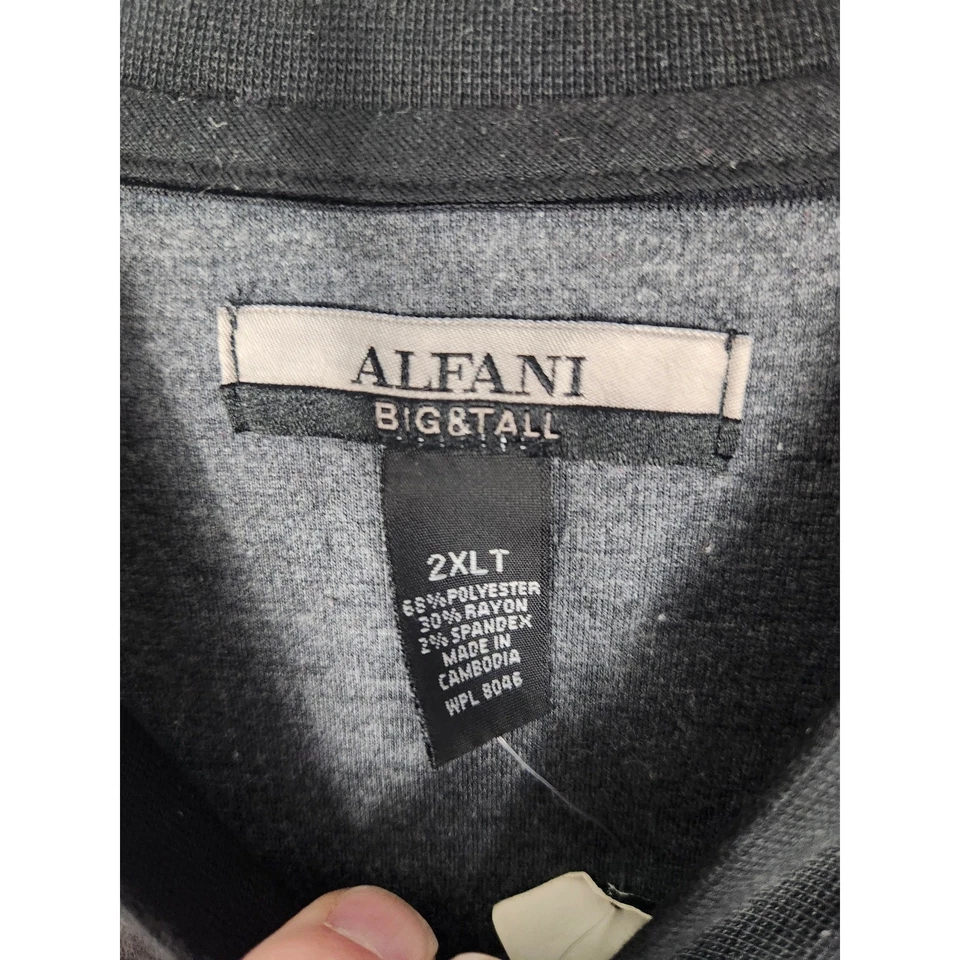 ALFANI
BIG&TALL
2XLT
68%POLYESTER
30%RAYON
2% SPANDEX
MADE IN
CAMBODIA
WPL 8046